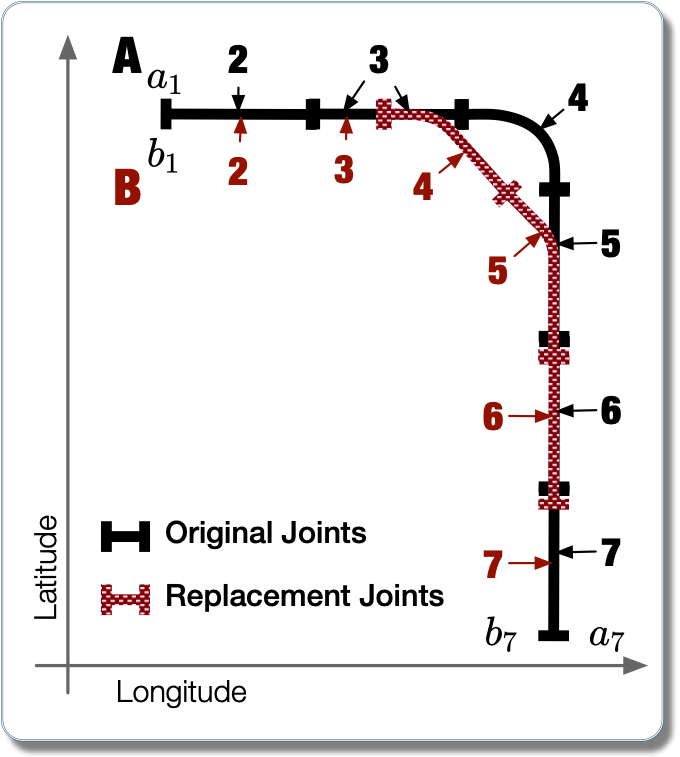 A
a1
2
3
4
b1
B
2
3
4
5
5
6
6
7
7
Original Joints
Replacement Joints
b7
a7
Latitude
Longitude